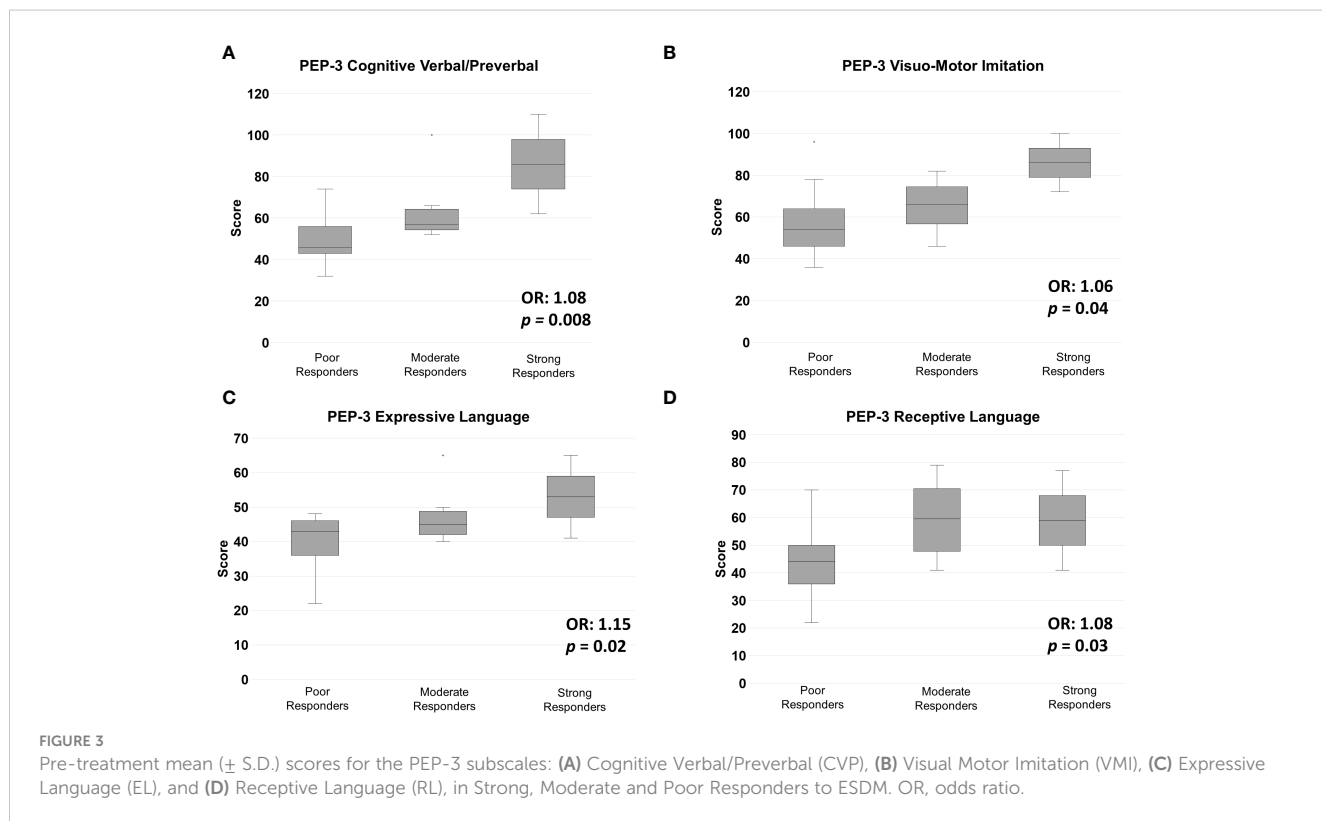 A
PEP-3 Cognitive Verbal/Preverbal
120
100
80
60
40
20
0
Score
OR: 1.08
p = 0.008
Poor
Responders
Moderate
Responders
Strong
Responders
B
PEP-3 Visuo-Motor Imitation
120
100
80
60
40
20
0
Score
OR: 1.06
p = 0.04
Poor
Responders
Moderate
Responders
Strong
Responders
C
PEP-3 Expressive Language
70
60
50
40
30
20
10
0
Score
OR: 1.15
p = 0.02
Poor
Responders
Moderate
Responders
Strong
Responders
D
PEP-3 Receptive Language
90
80
70
60
50
40
30
20
10
0
Score
OR: 1.08
p = 0.03
Poor
Responders
Moderate
Responders
Strong
Responders
FIGURE 3
Pre-treatment mean (± S.D.) scores for the PEP-3 subscales: (A) Cognitive Verbal/Preverbal (CVP), (B) Visual Motor Imitation (VMI), (C) Expressive
Language (EL), and (D) Receptive Language (RL), in Strong, Moderate and Poor Responders to ESDM. OR, odds ratio.